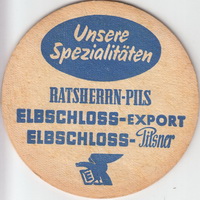 Unsere
Spezialitäten
RATSHERRN-PILS
ELBSCHLOSS-EXPORT
ELBSCHLOSS-Pilsner
E